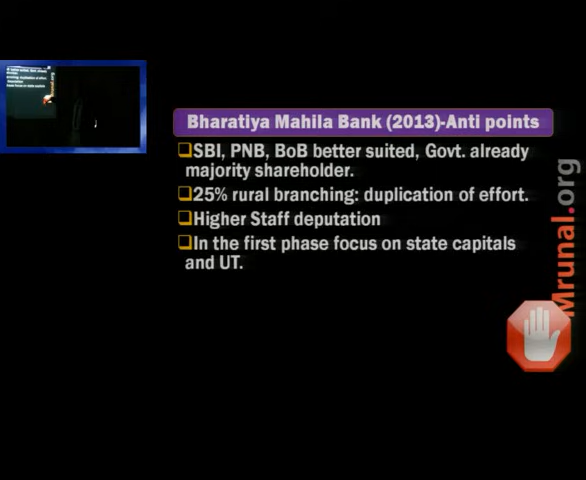 Bharatiya Mahila Bank (2013)-Anti points
❑SBI, PNB, BoB better suited, Govt. already
majority shareholder.
❑25% rural branching: duplication of effort.
❑Higher Staff deputation
❑In the first phase focus on state capitals
and UT.
Mrunal.org